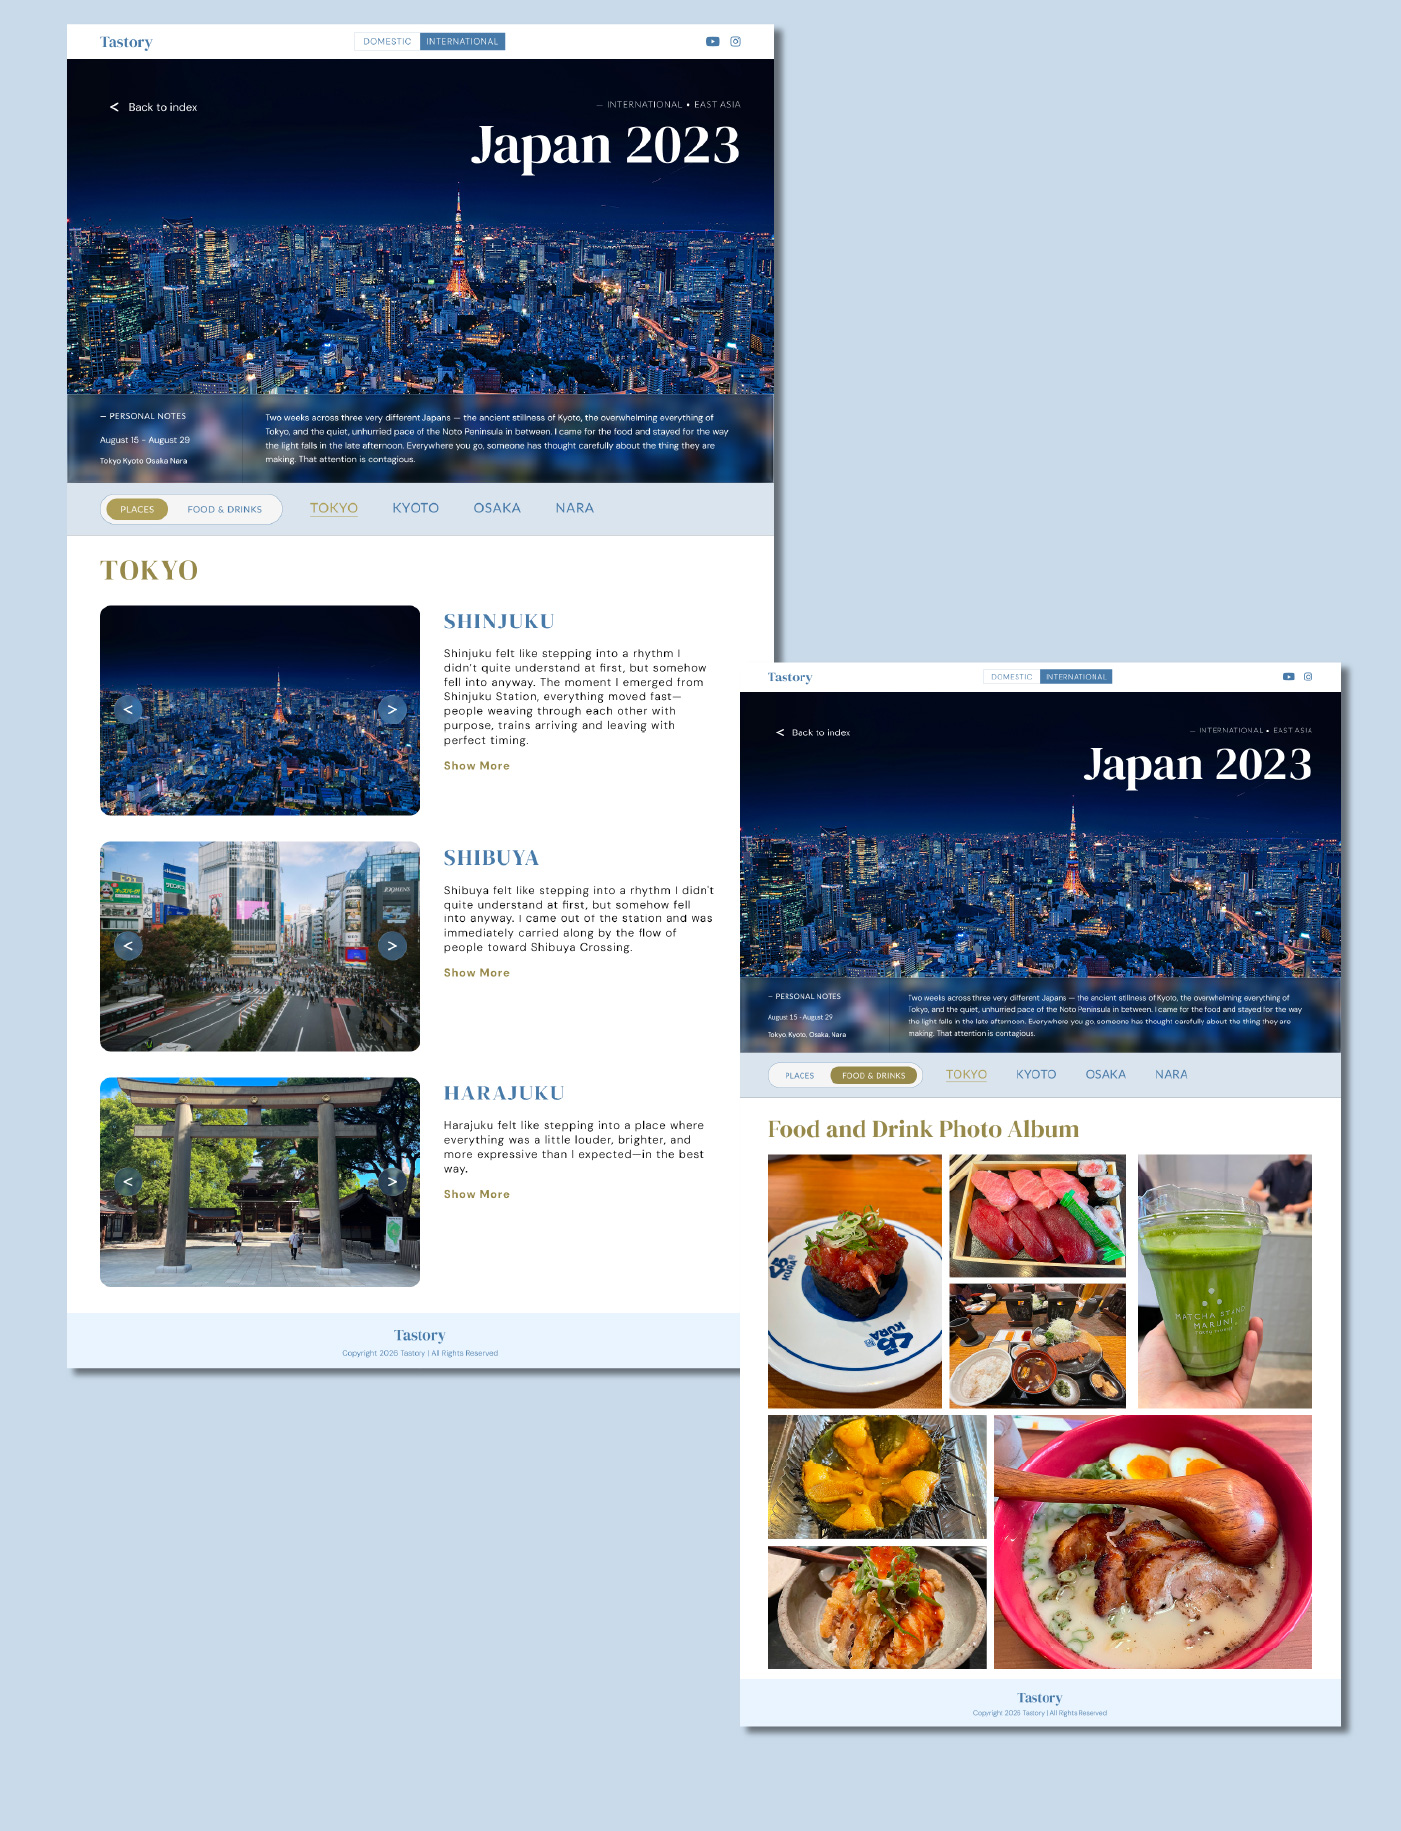 Tastory
DOMESTIC
INTERNATIONAL
< Back to index
— INTERNATIONAL • EAST ASIA
Japan 2023
— PERSONAL NOTES
August 15 - August 29
Tokyo Kyoto Osaka Nara
Two weeks across three very different Japans — the ancient stillness of Kyoto, the overwhelming everything of
Tokyo, and the quiet, unhurried pace of the Noto Peninsula in between. I came for the food and stayed for the way
the light falls in the late afternoon. Everywhere you go, someone has thought carefully about the thing they are
making. That attention is contagious.
PLACES
FOOD & DRINKS
TOKYO
KYOTO
OSAKA
NARA
TOKYO
<
>
SHINJUKU
Shinjuku felt like stepping into a rhythm I
didn't quite understand at first, but somehow
fell into anyway. The moment I emerged from
Shinjuku Station, everything moved fast—
people weaving through each other with
purpose, trains arriving and leaving with
perfect timing.
Show More
<
>
SHIBUYA
Shibuya felt like stepping into a rhythm I didn't
quite understand at first, but somehow fell
into anyway. I came out of the station and was
immediately carried along by the flow of
people toward Shibuya Crossing.
Show More
<
>
HARAJUKU
Harajuku felt like stepping into a place where
everything was a little louder, brighter, and
more expressive than I expected—in the best
way.
Show More
Tastory
Copyright 2026 Tastory | All Rights Reserved
Tastory
DOMESTIC
INTERNATIONAL
< Back to index
— INTERNATIONAL • EAST ASIA
Japan 2023
— PERSONAL NOTES
August 15 - August 29
Tokyo, Kyoto, Osaka, Nara
Two weeks across three very different Japans — the ancient stillness of Kyoto, the overwhelming everything of
Tokyo, and the quiet, unhurried pace of the Noto Peninsula in between. I came for the food and stayed for the way
the light falls in the late afternoon. Everywhere you go, someone has thought carefully about the thing they are
making. That attention is contagious.
PLACES
FOOD & DRINKS
TOKYO
KYOTO
OSAKA
NARA
Food and Drink Photo Album
KURA
KURA
MATCHA STAND
MARUNI
Tastory
Copyright 2026 Tastory | All Rights Reserved